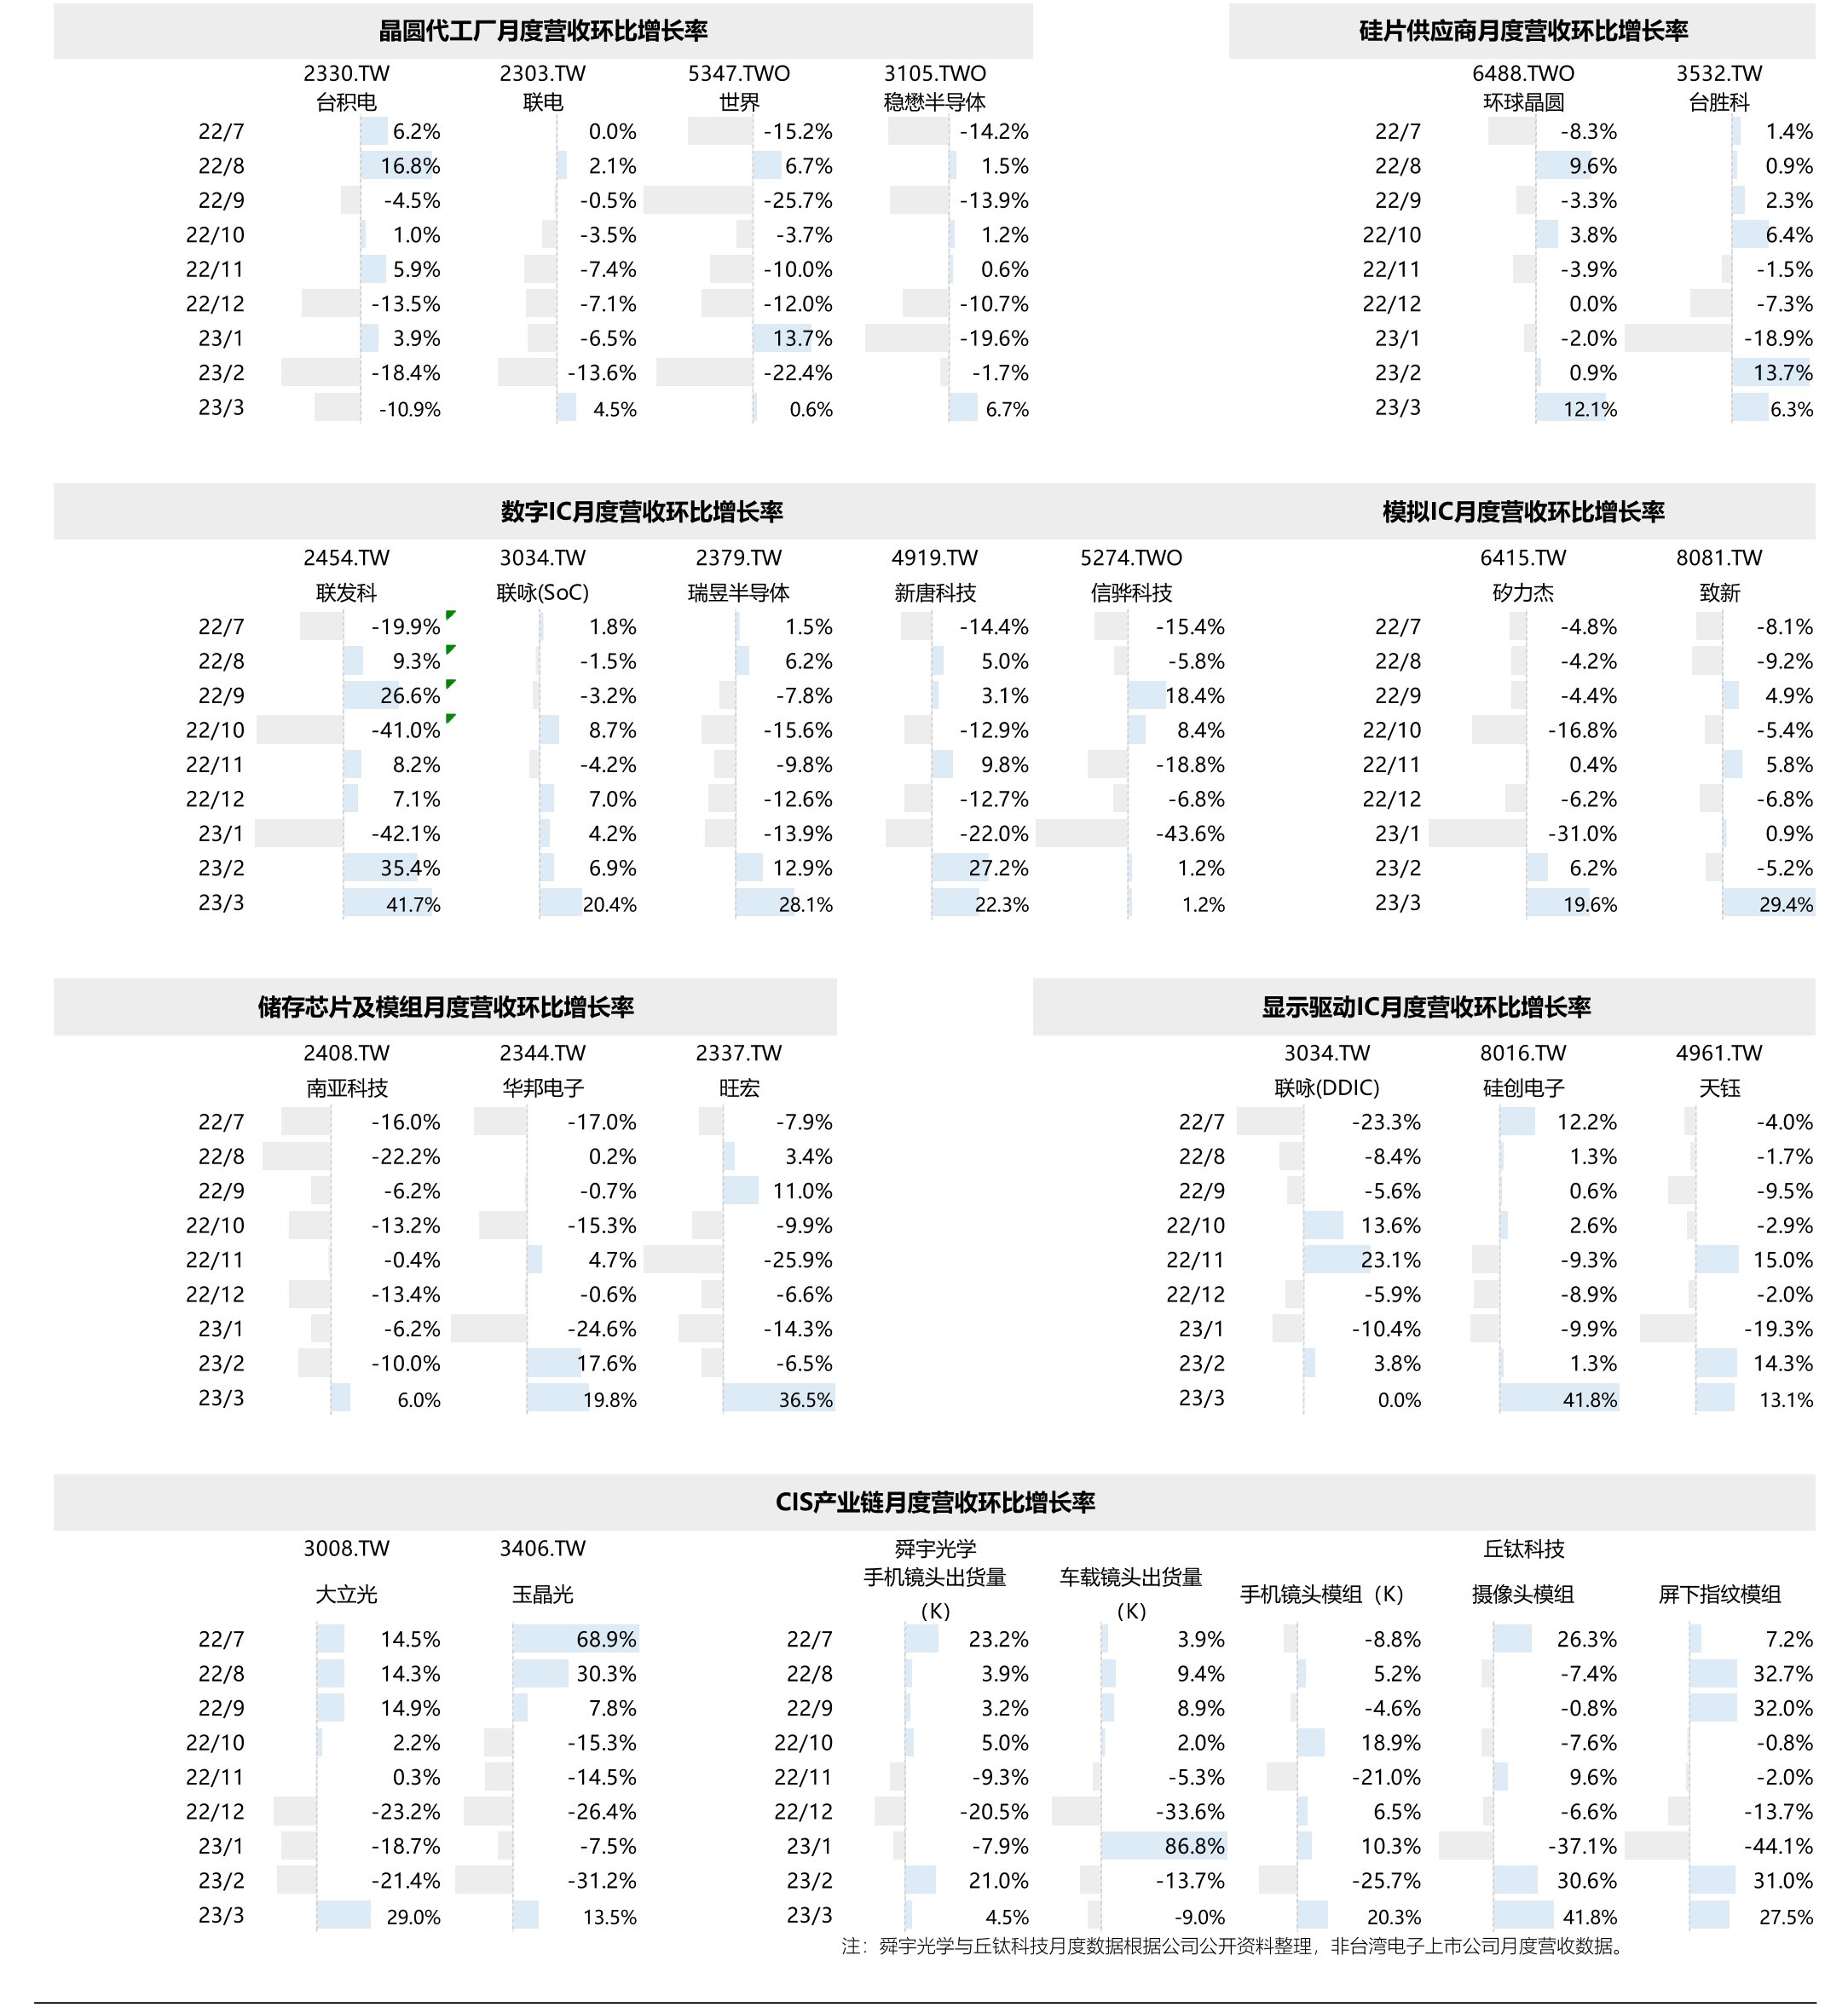 晶圆代工厂月度营收环比增长率
2330.TW 2303.TW 5347.TWO 3105.TWO
台积电 联电 世界 稳懋半导体
22/7 6.2% 0.0% -15.2% -14.2%
22/8 16.8% 2.1% 6.7% 1.5%
22/9 -4.5% -0.5% -25.7% -13.9%
22/10 1.0% -3.5% -3.7% 1.2%
22/11 5.9% -7.4% -10.0% 0.6%
22/12 -13.5% -7.1% -12.0% -10.7%
23/1 3.9% -6.5% 13.7% -19.6%
23/2 -18.4% -13.6% -22.4% -1.7%
23/3 -10.9% 4.5% 0.6% 6.7%
硅片供应商月度营收环比增长率
6488.TWO 3532.TW
环球晶圆 台胜科
22/7 -8.3% 1.4%
22/8 9.6% 0.9%
22/9 -3.3% 2.3%
22/10 3.8% 6.4%
22/11 -3.9% -1.5%
22/12 0.0% -7.3%
23/1 -2.0% -18.9%
23/2 0.9% 13.7%
23/3 12.1% 6.3%
数字IC月度营收环比增长率
2454.TW 3034.TW 2379.TW 4919.TW 5274.TWO
联发科 联咏(SoC) 瑞昱半导体 新唐科技 信骅科技
22/7 -19.9% 1.8% 1.5% -14.4% -15.4%
22/8 9.3% -1.5% 6.2% 5.0% -5.8%
22/9 26.6% -3.2% -7.8% 3.1% 18.4%
22/10 -41.0% 8.7% -15.6% -12.9% 8.4%
22/11 8.2% -4.2% -9.8% 9.8% -18.8%
22/12 7.1% 7.0% -12.6% -12.7% -6.8%
23/1 -42.1% 4.2% -13.9% -22.0% -43.6%
23/2 35.4% 6.9% 12.9% 27.2% 1.2%
23/3 41.7% 20.4% 28.1% 22.3% 1.2%
模拟IC月度营收环比增长率
6415.TW 8081.TW
矽力杰 致新
22/7 -4.8% -8.1%
22/8 -4.2% -9.2%
22/9 -4.4% 4.9%
22/10 -16.8% -5.4%
22/11 0.4% 5.8%
22/12 -6.2% -6.8%
23/1 -31.0% 0.9%
23/2 6.2% -5.2%
23/3 19.6% 29.4%
储存芯片及模组月度营收环比增长率
2408.TW 2344.TW 2337.TW
南亚科技 华邦电子 旺宏
22/7 -16.0% -17.0% -7.9%
22/8 -22.2% 0.2% 3.4%
22/9 -6.2% -0.7% 11.0%
22/10 -13.2% -15.3% -9.9%
22/11 -0.4% 4.7% -25.9%
22/12 -13.4% -0.6% -6.6%
23/1 -6.2% -24.6% -14.3%
23/2 -10.0% 17.6% -6.5%
23/3 6.0% 19.8% 36.5%
显示驱动IC月度营收环比增长率
3034.TW 8016.TW 4961.TW
联咏(DDIC) 硅创电子 天钰
22/7 -23.3% 12.2% -4.0%
22/8 -8.4% 1.3% -1.7%
22/9 -5.6% 0.6% -9.5%
22/10 13.6% 2.6% -2.9%
22/11 23.1% -9.3% 15.0%
22/12 -5.9% -8.9% -2.0%
23/1 -10.4% -9.9% -19.3%
23/2 3.8% 1.3% 14.3%
23/3 0.0% 41.8% 13.1%
CIS产业链月度营收环比增长率
3008.TW 3406.TW
大立光 玉晶光
22/7 14.5% 68.9%
22/8 14.3% 30.3%
22/9 14.9% 7.8%
22/10 2.2% -15.3%
22/11 0.3% -14.5%
22/12 -23.2% -26.4%
23/1 -18.7% -7.5%
23/2 -21.4% -31.2%
23/3 29.0% 13.5%
舜宇光学 丘钛科技
手机镜头出货量 车载镜头出货量
手机镜头模组（K） 摄像头模组 屏下指纹模组
（K） （K）
22/7 23.2% 3.9% -8.8% 26.3% 7.2%
22/8 3.9% 9.4% 5.2% -7.4% 32.7%
22/9 3.2% 8.9% -4.6% -0.8% 32.0%
22/10 5.0% 2.0% 18.9% -7.6% -0.8%
22/11 -9.3% -5.3% -21.0% 9.6% -2.0%
22/12 -20.5% -33.6% 6.5% -6.6% -13.7%
23/1 -7.9% 86.8% 10.3% -37.1% -44.1%
23/2 21.0% -13.7% -25.7% 30.6% 31.0%
23/3 4.5% -9.0% 20.3% 41.8% 27.5%
注：舜宇光学与丘钛科技月度数据根据公司公开资料整理，非台湾电子上市公司月度营收数据。